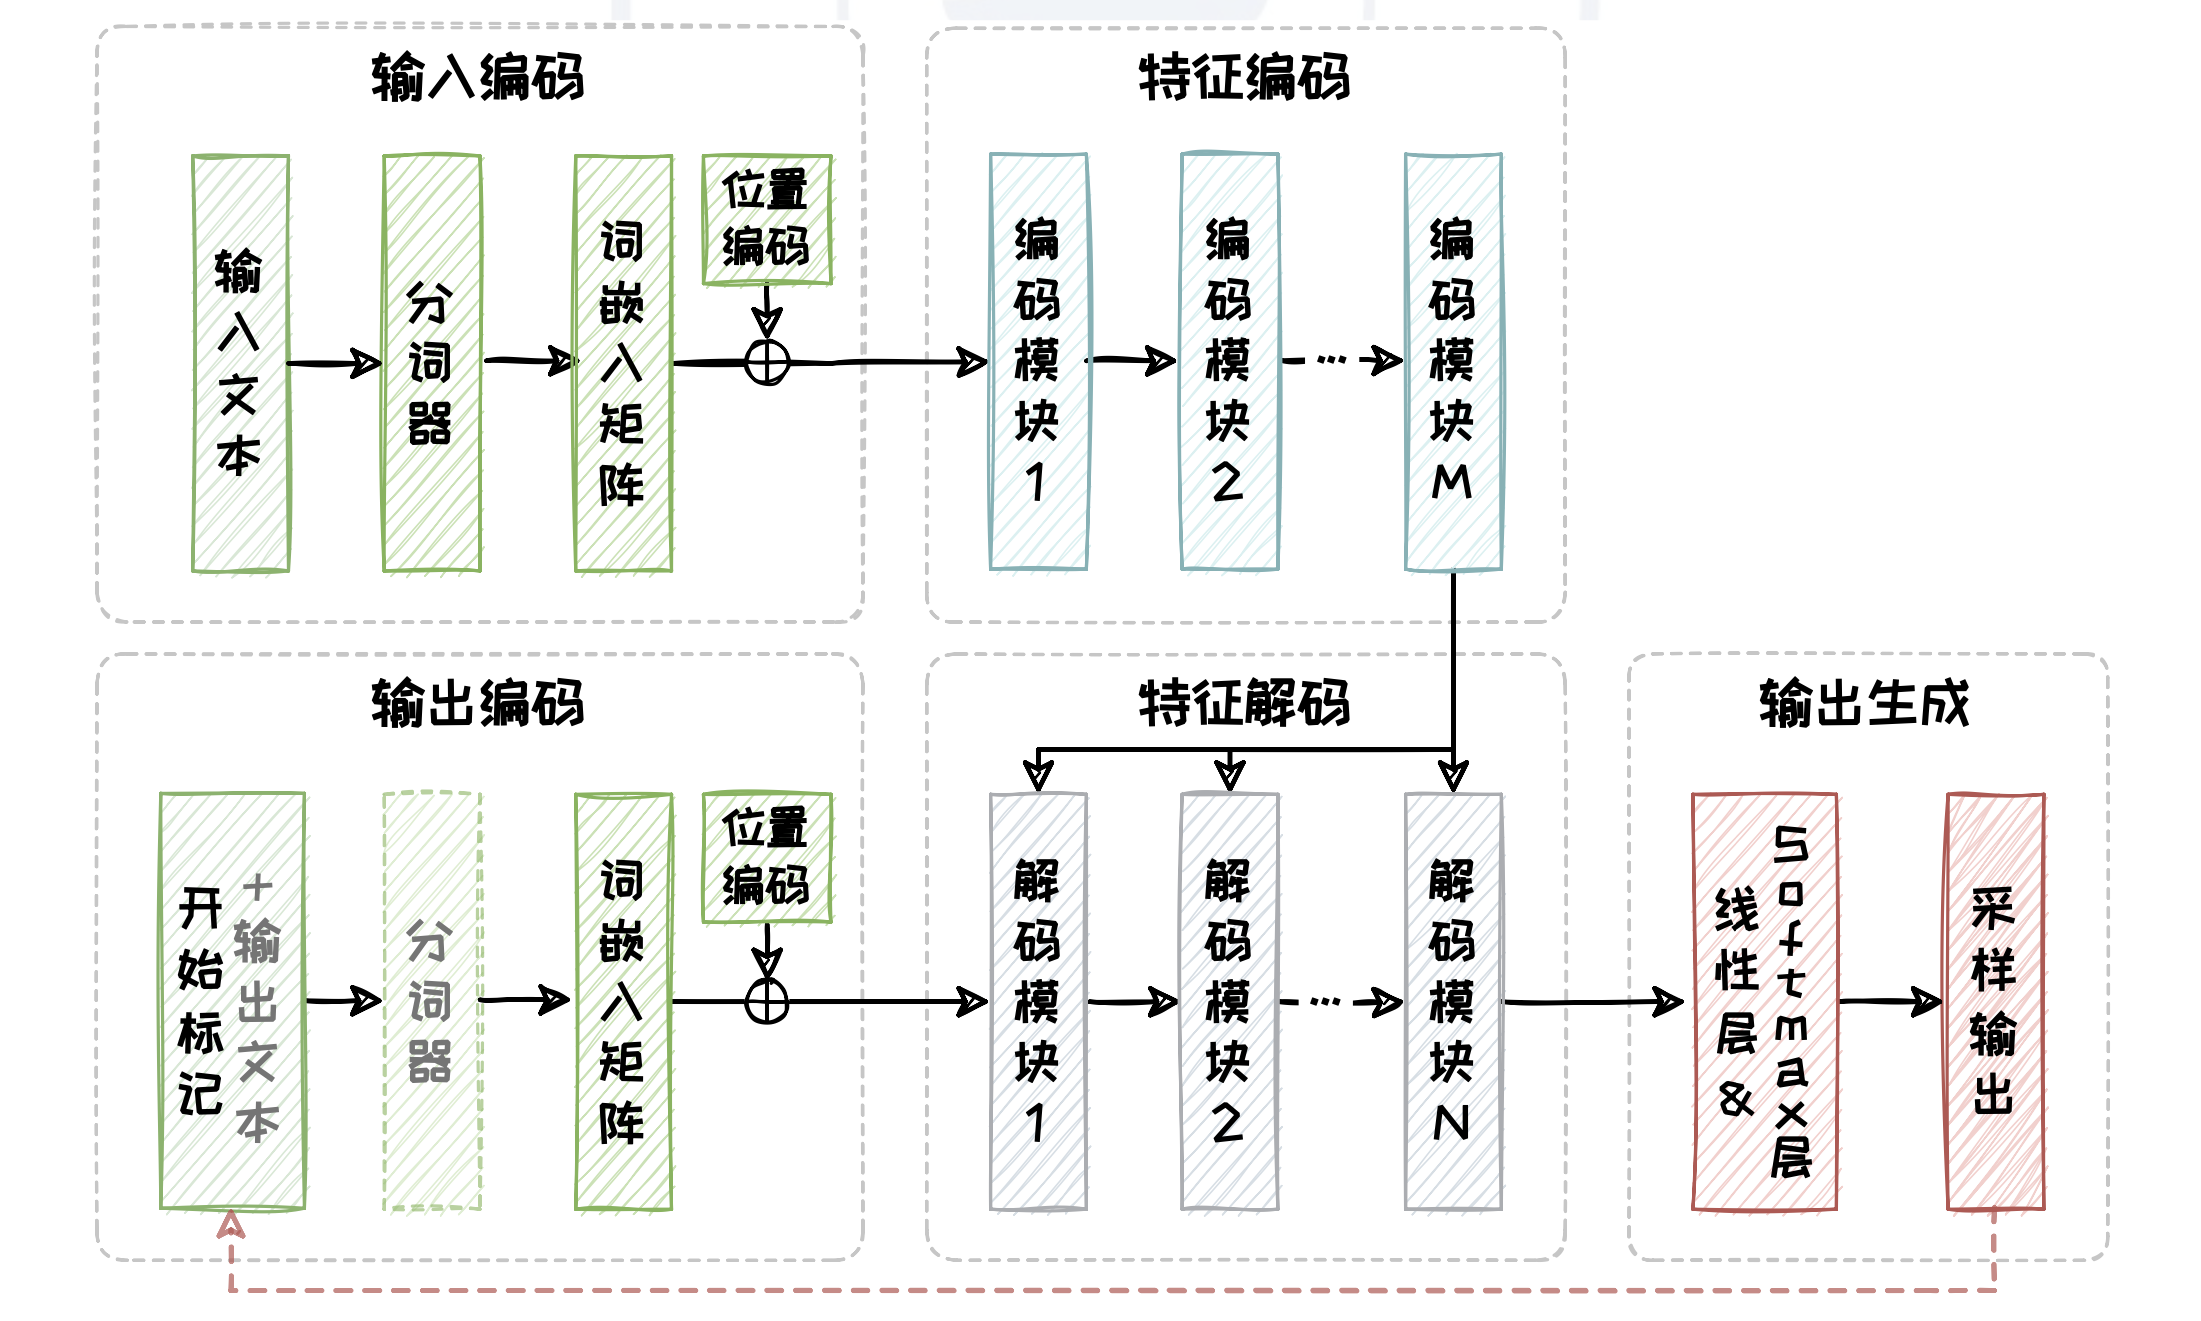 输入编码
输入文本
分词器
词嵌入矩阵
位置
编码
特征编码
编码模块1
编码模块2
...
编码模块M
输出编码
开始标记
+输出文本
分词器
词嵌入矩阵
位置
编码
特征解码
解码模块1
解码模块2
...
解码模块N
输出生成
线性层&
Softmax层
采样输出